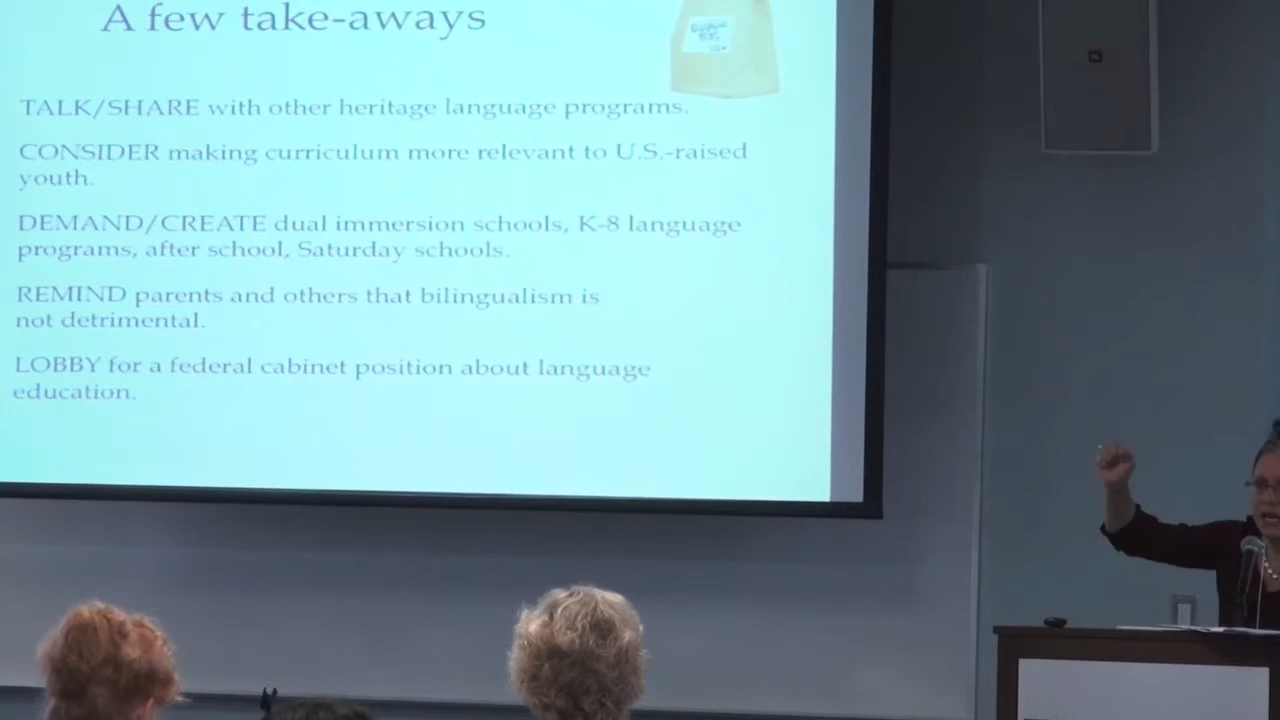 A few take-aways
TALK/SHARE with other heritage language programs.
CONSIDER making curriculum more relevant to U.S.-raised
youth.
DEMAND/CREATE dual immersion schools, K-8 language
programs, after school, Saturday schools.
REMIND parents and others that bilingualism is
not detrimental.
LOBBY for a federal cabinet position about language
education.